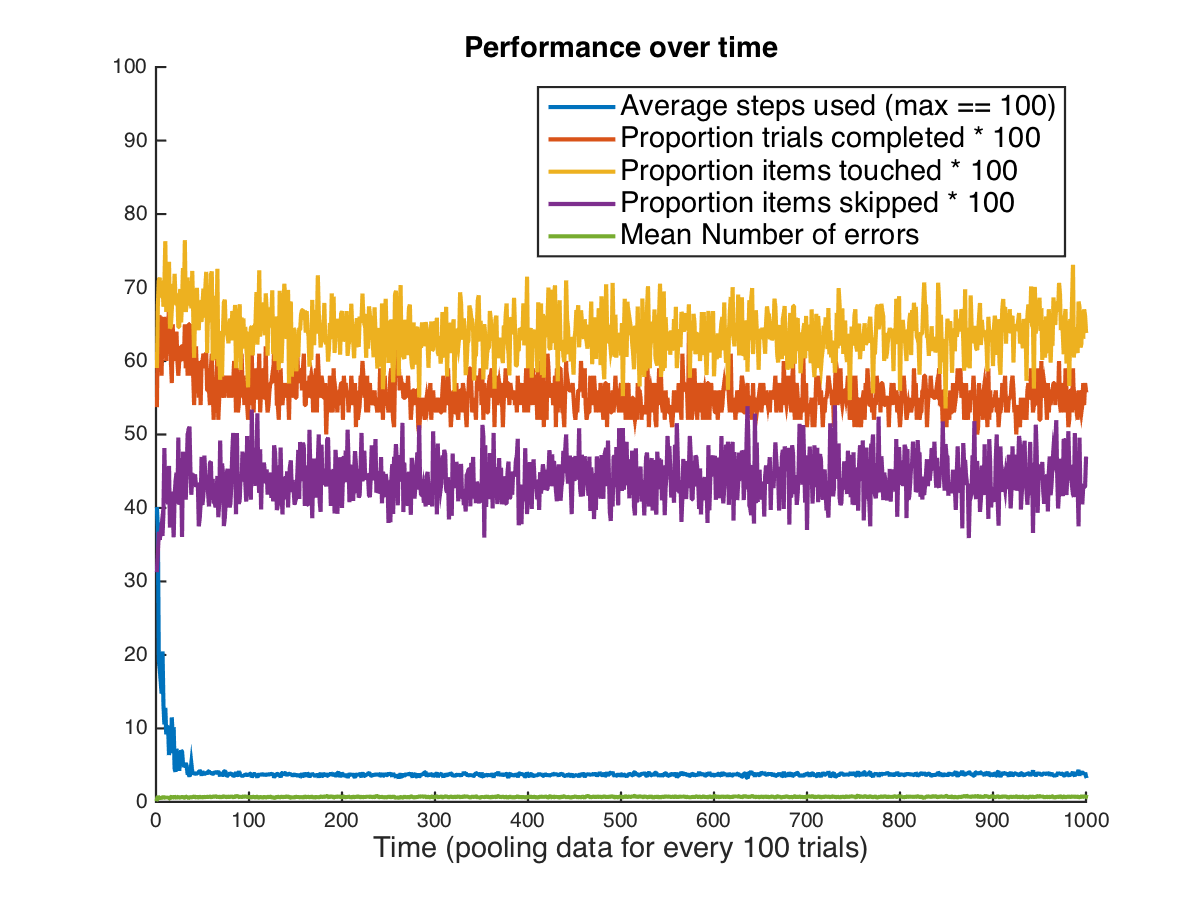 Performance over time
100
90
80
70
60
50
40
30
20
10
0
Average steps used (max == 100)
Proportion trials completed * 100
Proportion items touched * 100
Proportion items skipped * 100
Mean Number of errors
0 100 200 300 400 500 600 700 800 900 1000
Time (pooling data for every 100 trials)